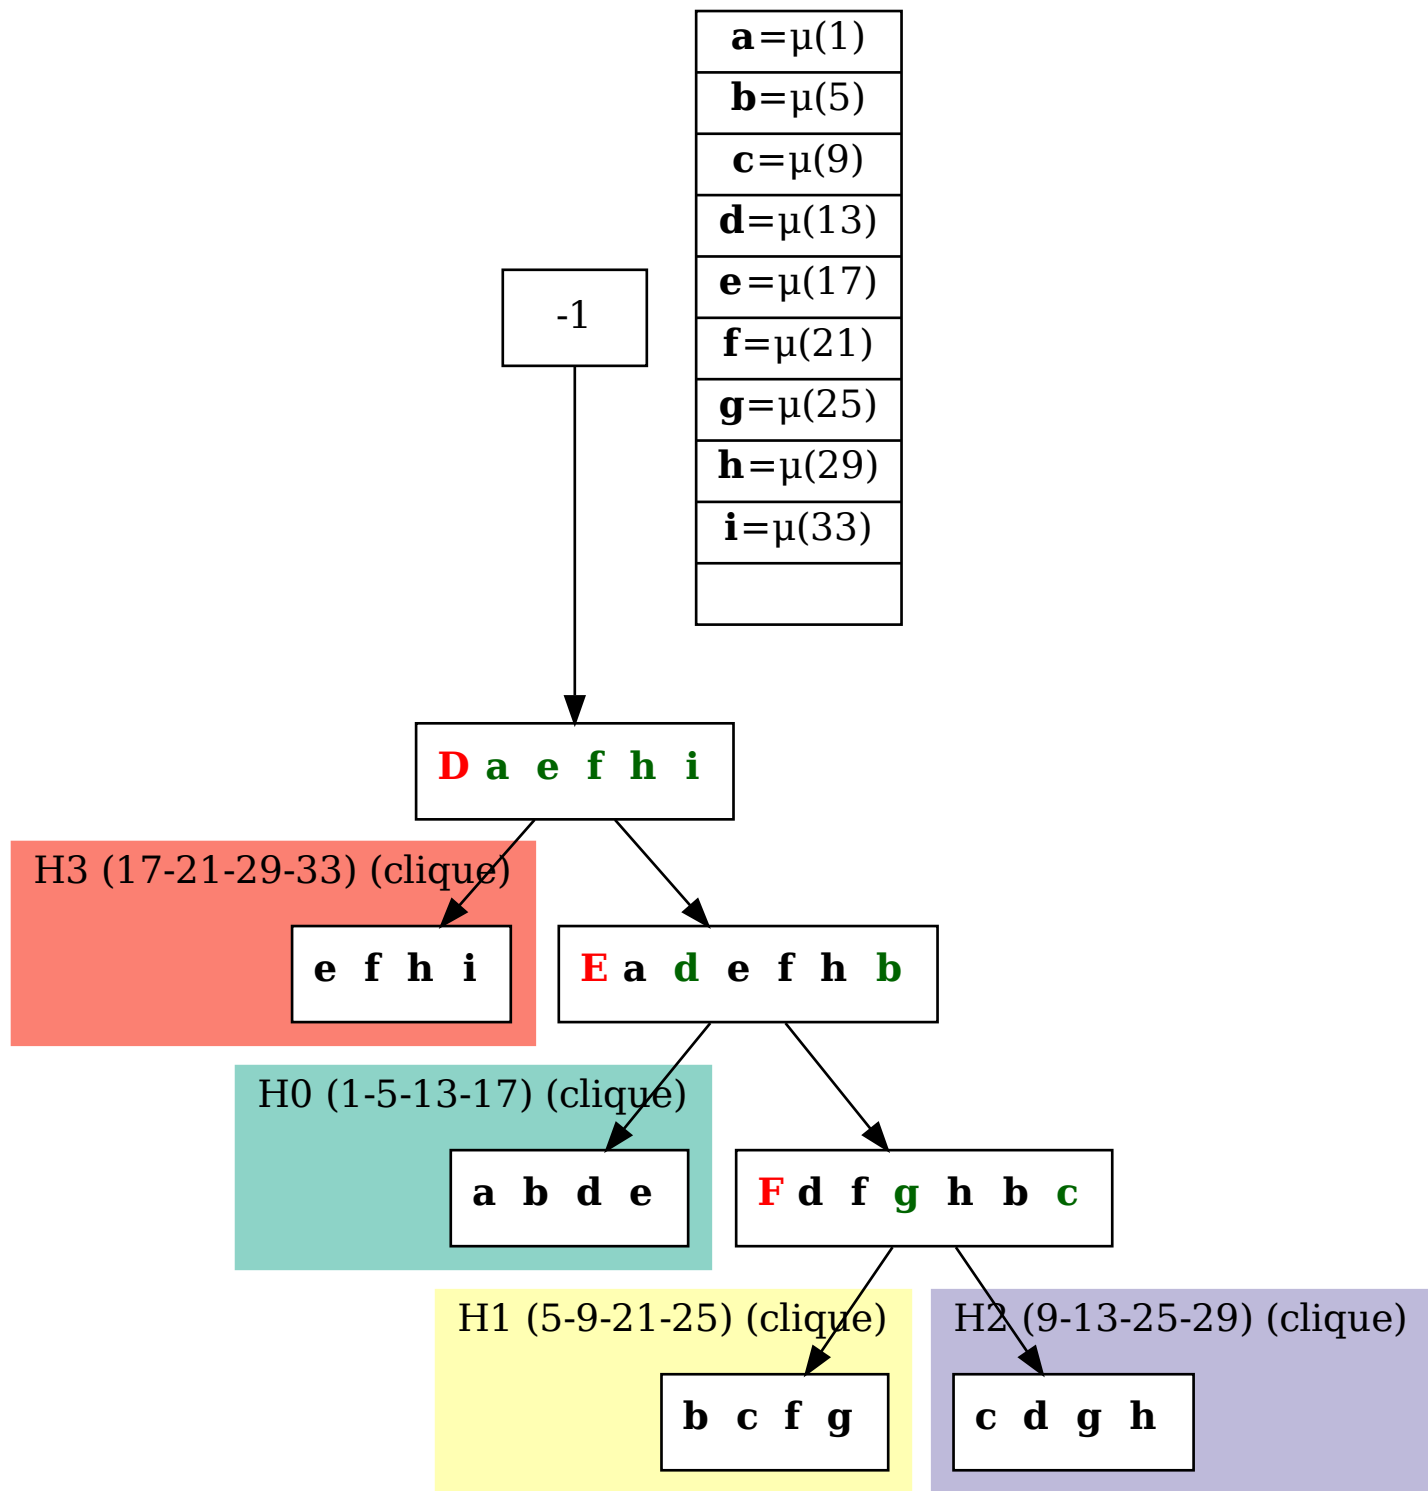 a=μ(1)
b=μ(5)
c=μ(9)
d=μ(13)
e=μ(17)
f=μ(21)
g=μ(25)
h=μ(29)
i=μ(33)
-1
D a e f h i
H3 (17-21-29-33) (clique)
e f h i
E a d e f h b
H0 (1-5-13-17) (clique)
a b d e
F d f g h b c
H1 (5-9-21-25) (clique)
b c f g
H2 (9-13-25-29) (clique)
c d g h